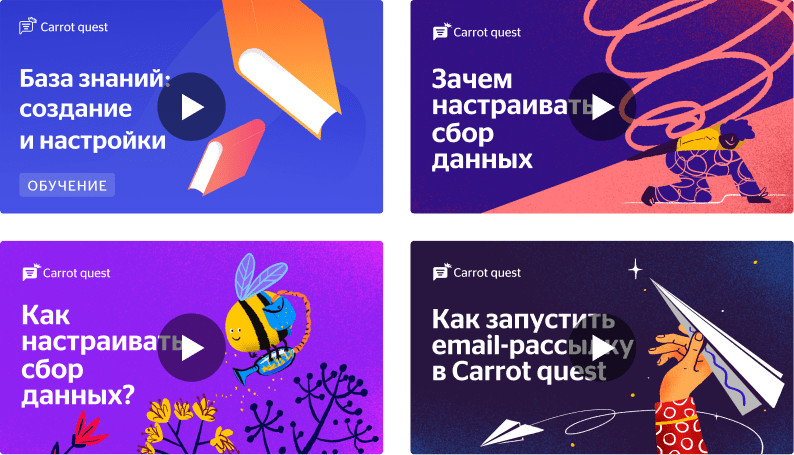 Carrot quest
База знаний:
создание
и настройки
ОБУЧЕНИЕ
Carrot quest
Зачем
настраивать
сбор
данных
Carrot quest
Как
настраивать
сбор
данных?
Carrot quest
Как запустить
email-рассылку
в Carrot quest